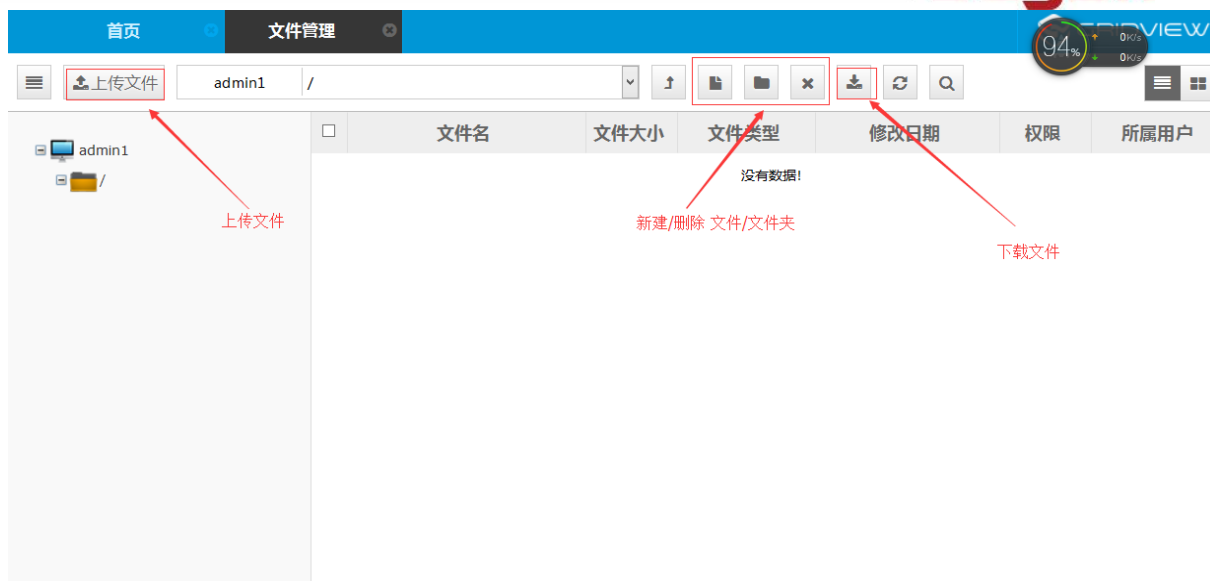 首页
文件管理
94%
0K/s
0K/s
上传文件
admin1
/
文件名
文件大小
文件类型
修改日期
权限
所属用户
admin1
/
没有数据!
上传文件
新建/删除 文件/文件夹
下载文件